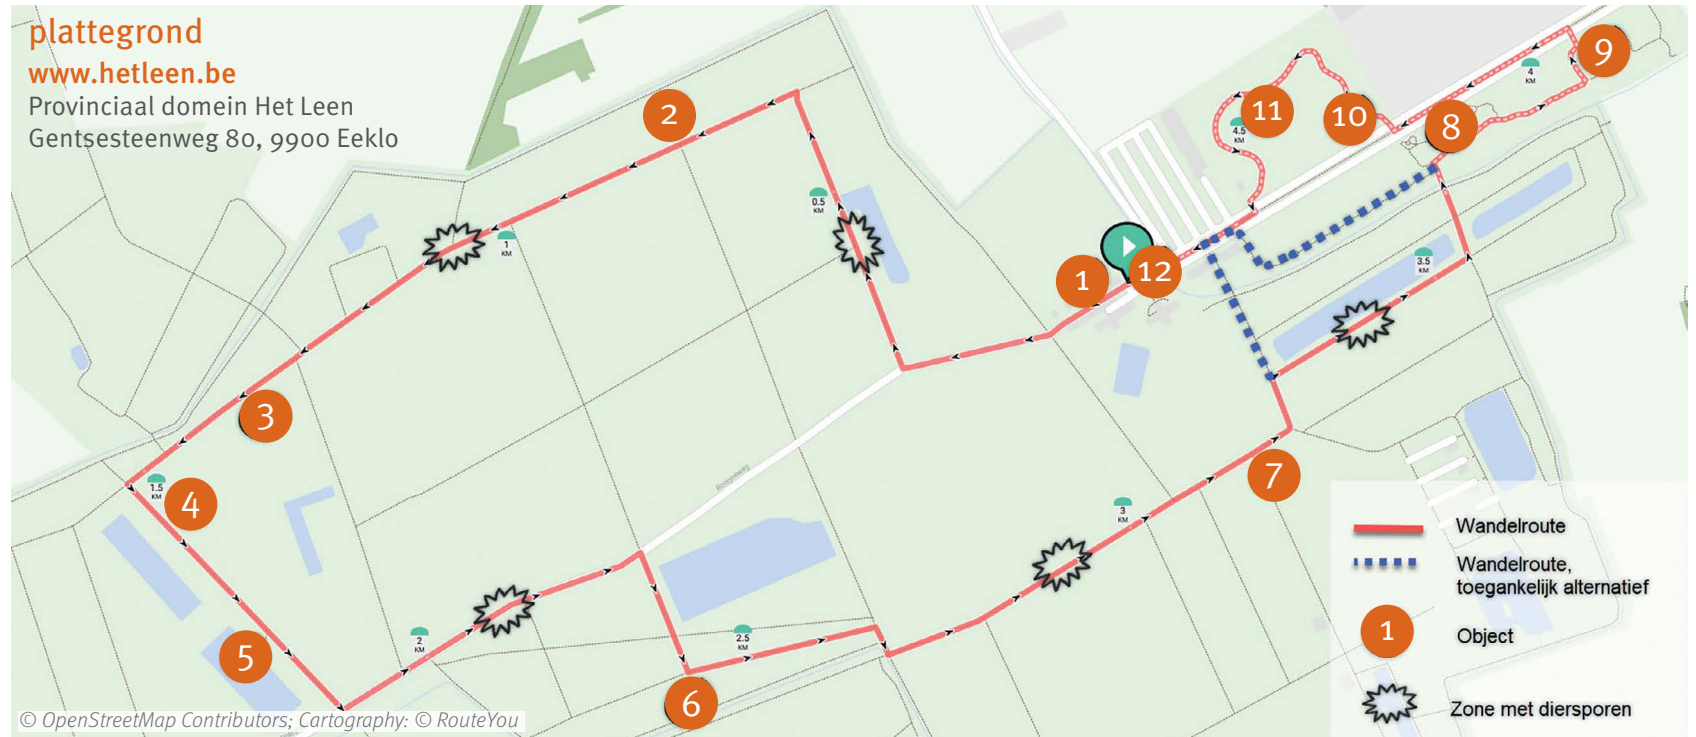 plattegrond
www.hetleen.be
Provinciaal domein Het Leen
Gentsesteenweg 80, 9900 Eeklo
2
9
4
KM
11
10
8
4.5
KM
0.5
KM
1
KM
3.5
KM
1
12
3
7
4
1.5
KM
3
KM
Wandelroute
Wandelroute,
toegankelijk alternatief
1
Object
Zone met diersporen
5
2
KM
2.5
KM
6
© OpenStreetMap Contributors; Cartography: © RouteYou